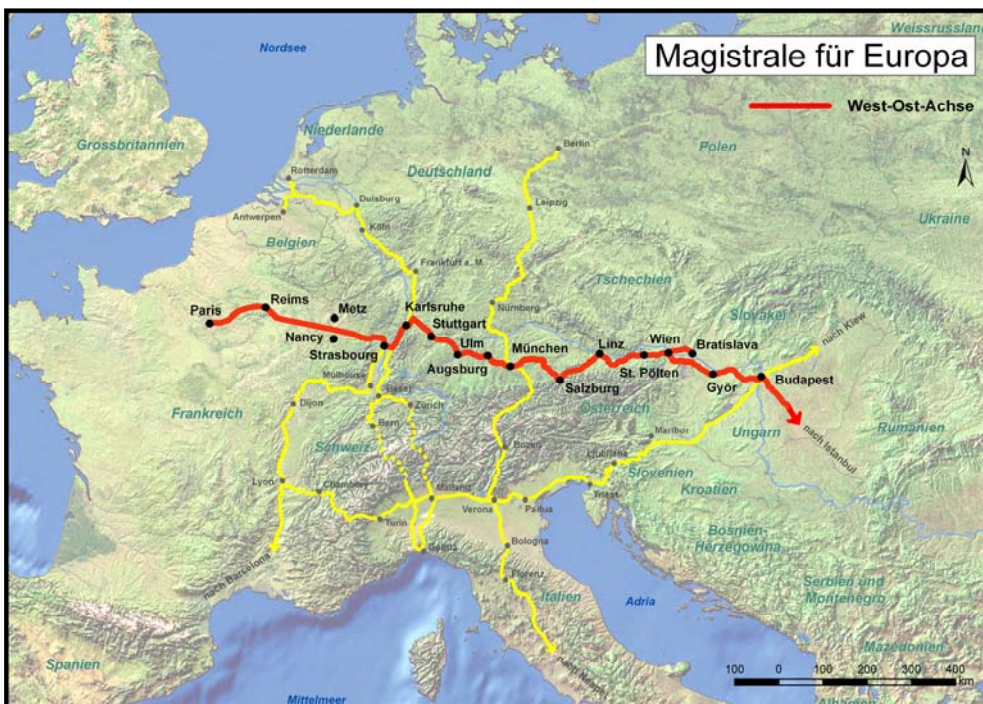 Weissrussland
Nordsee
Magistrale für Europa
West-Ost-Achse
N
Niederlande
Grossbritannien
Berlin
Polen
Deutschland
Rotterdam
Duisburg
Leipzig
Antwerpen
Köln
Ukraine
Belgien
Frankfurt a. M.
Tschechien
Nürnberg
Paris
Reims
Metz
Karlsruhe
Slovakei
Nancy
Stuttgart
Strasbourg
Ulm
München
Linz
Wien
Bratislava
nach Kiew
Augsburg
St. Pölten
Mülhouse
Basel
Salzburg
Györ
Budapest
Dijon
Zürich
Frankreich
Österreich
Bern
Maribor
Ungarn
Rumänien
nach Istanbul
Schweiz
Bozen
Ljubljana
Slovenien
Lyon
Chambery
Mailand
Kroatien
Verona
Padua
Triest
Turin
Bosnien-
Herzegowina
Bologna
Genua
nach Barcelona
Florenz
Italien
Serbien und
Montenegro
Adria
Mazedonien
Spanien
nach Neapel
100 0 100 200 300 400
km
Mittelmeer
Albanien